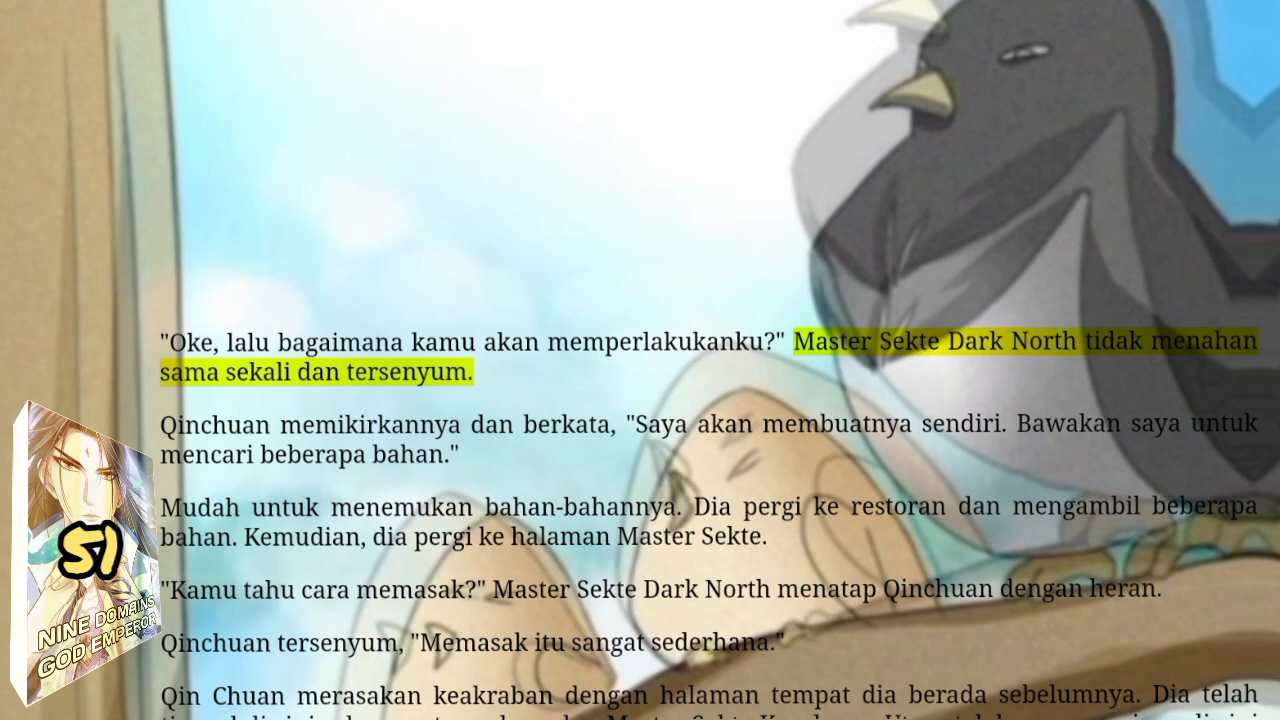 "Oke, lalu bagaimana kamu akan memperlakukanku?" Master Sekte Dark North tidak menahan
sama sekali dan tersenyum.
Qinchuan memikirkannya dan berkata, "Saya akan membuatnya sendiri. Bawakan saya untuk
mencari beberapa bahan."
Mudah untuk menemukan bahan-bahannya. Dia pergi ke restoran dan mengambil beberapa
bahan. Kemudian, dia pergi ke halaman Master Sekte.
"Kamu tahu cara memasak?" Master Sekte Dark North menatap Qinchuan dengan heran.
Qinchuan tersenyum, "Memasak itu sangat sederhana."
Qin Chuan merasakan keakraban dengan halaman tempat dia berada sebelumnya. Dia telah
51
NINE DOMAINS
GOD EMPEROR